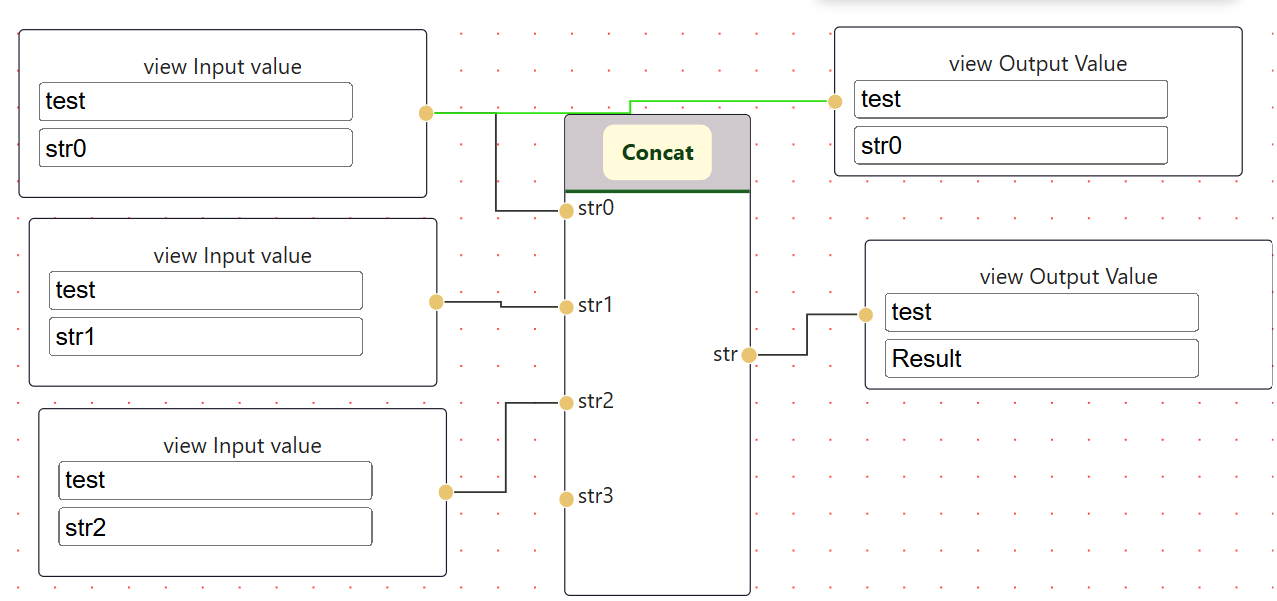 view Input value
test
str0
view Input value
test
str1
view Input value
test
str2
Concat
str0
str1
str2
str3
str
view Output Value
test
str0
view Output Value
test
Result